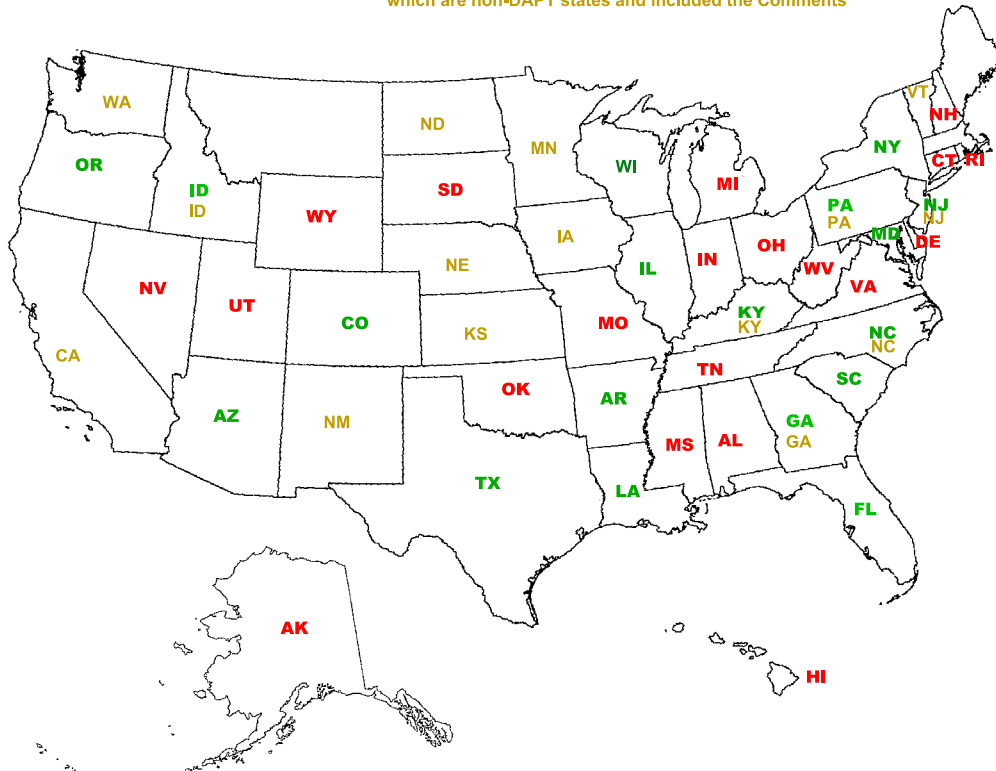 which are non-DAPT states and included the Comments
WA
ND
MN
VT
NH
OR
NY
WI
CT
RI
ID
ID
SD
MI
WY
PA
PA
NJ
NJ
MD
DE
IA
NE
IL
IN
OH
WV
VA
NV
UT
CO
KS
MO
KY
KY
NC
NC
CA
TN
SC
OK
AR
AZ
NM
MS
AL
GA
GA
TX
LA
FL
AK
HI